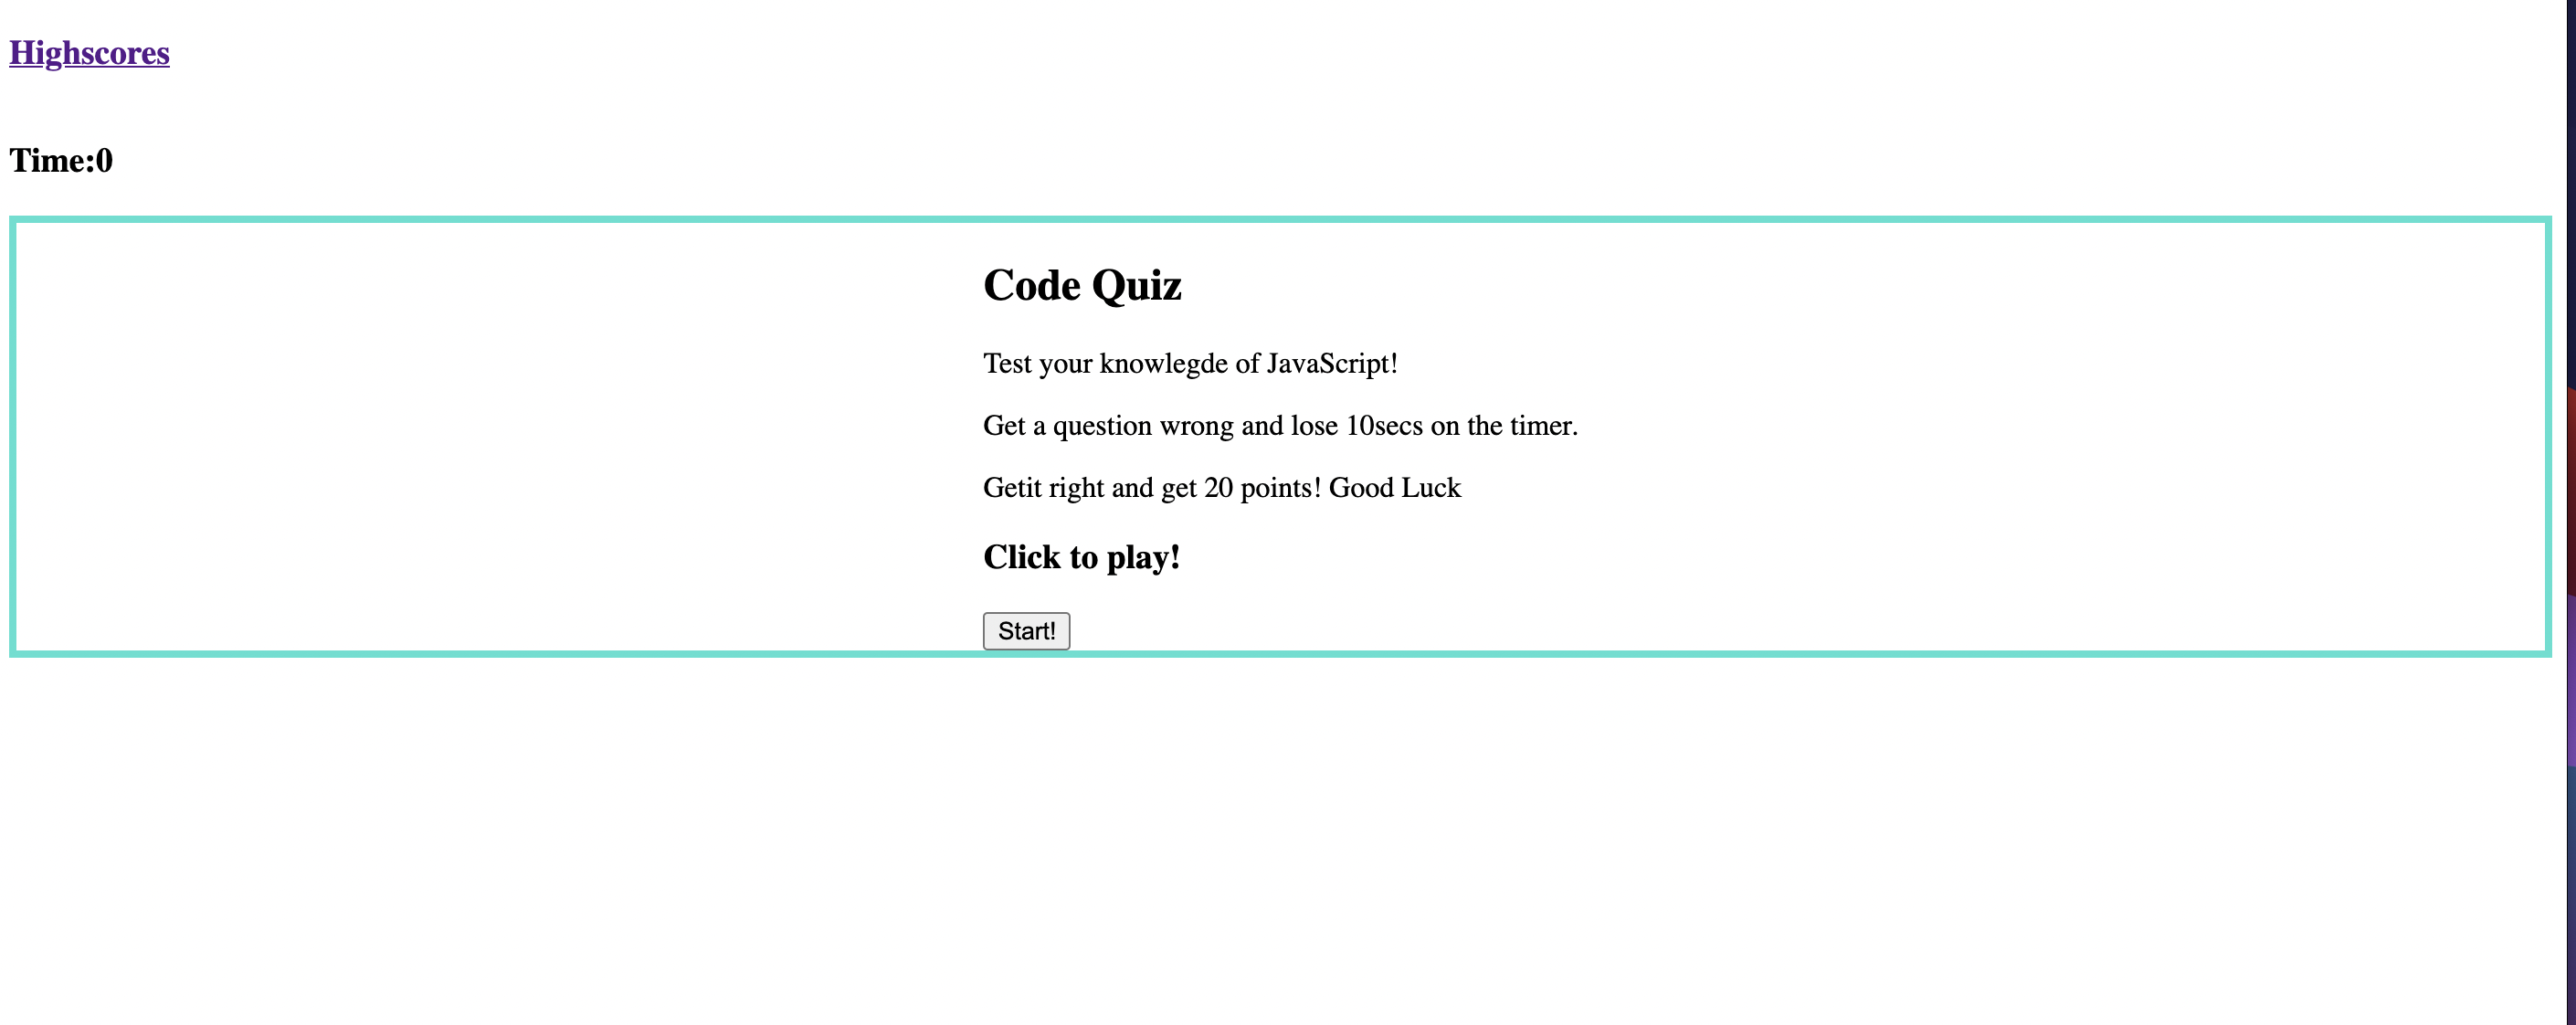 Highscores
Time:0
Code Quiz
Test your knowlegde of JavaScript!
Get a question wrong and lose 10secs on the timer.
Getit right and get 20 points! Good Luck
Click to play!
Start!